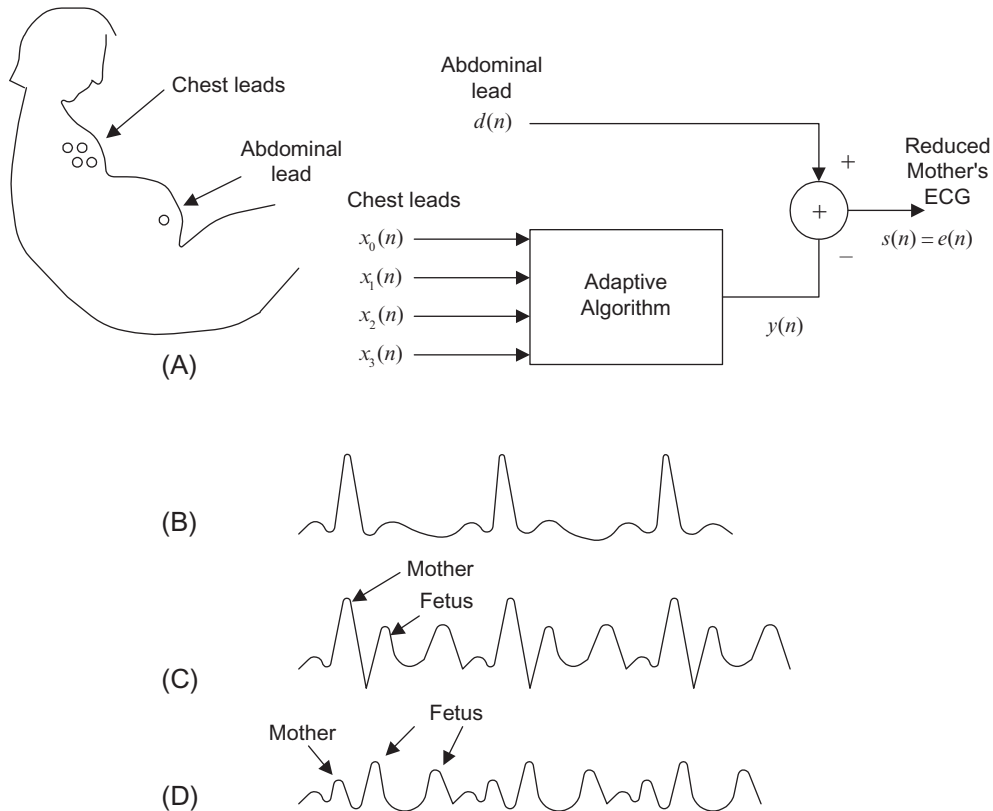 Chest leads
Abdominal
lead
(A)
Abdominal
lead
d(n)
Chest leads
x₀(n)
x₁(n)
x₂(n)
x₃(n)
Adaptive
Algorithm
y(n)
+
+
−
Reduced
Mother's
ECG
s(n) = e(n)
(B)
(C)
Mother
Fetus
(D)
Mother
Fetus